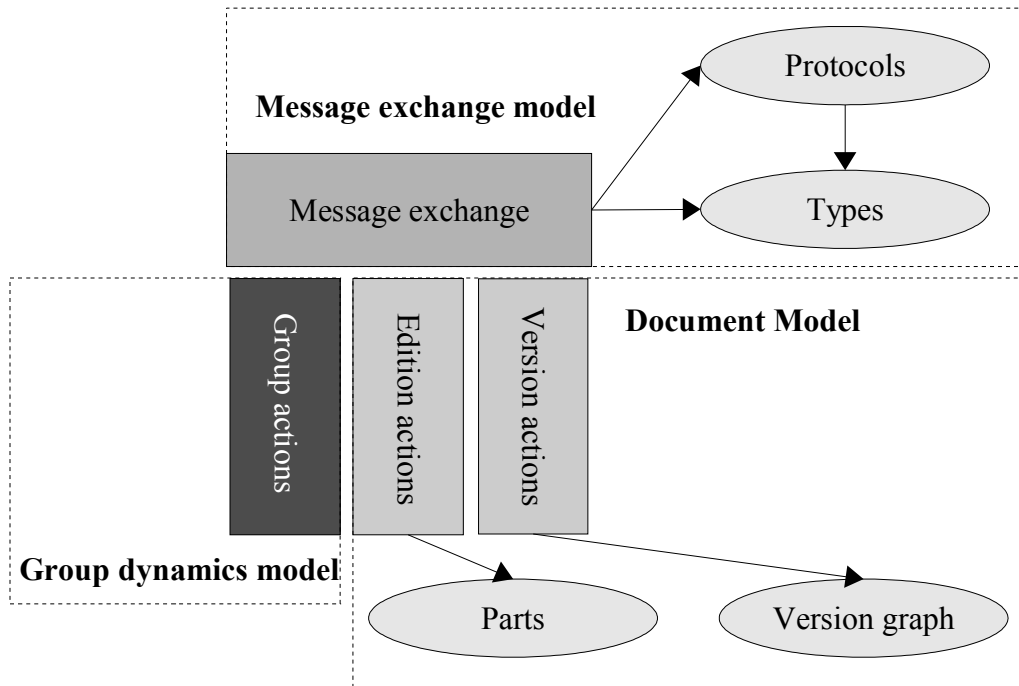 Protocols
Message exchange model
Message exchange
Types
Group actions
Edition actions
Version actions
Document Model
Group dynamics model
Parts
Version graph